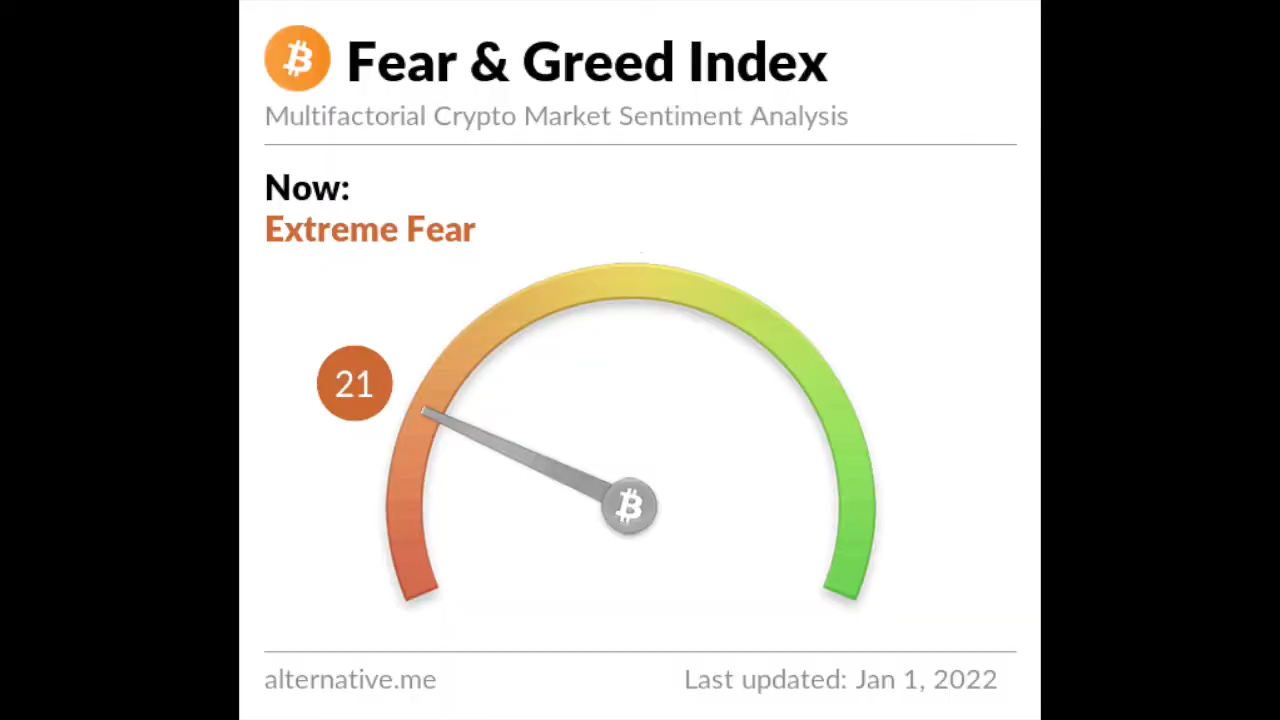 Fear & Greed Index
Multifactorial Crypto Market Sentiment Analysis
Now:
Extreme Fear
21
alternative.me
Last updated: Jan 1, 2022